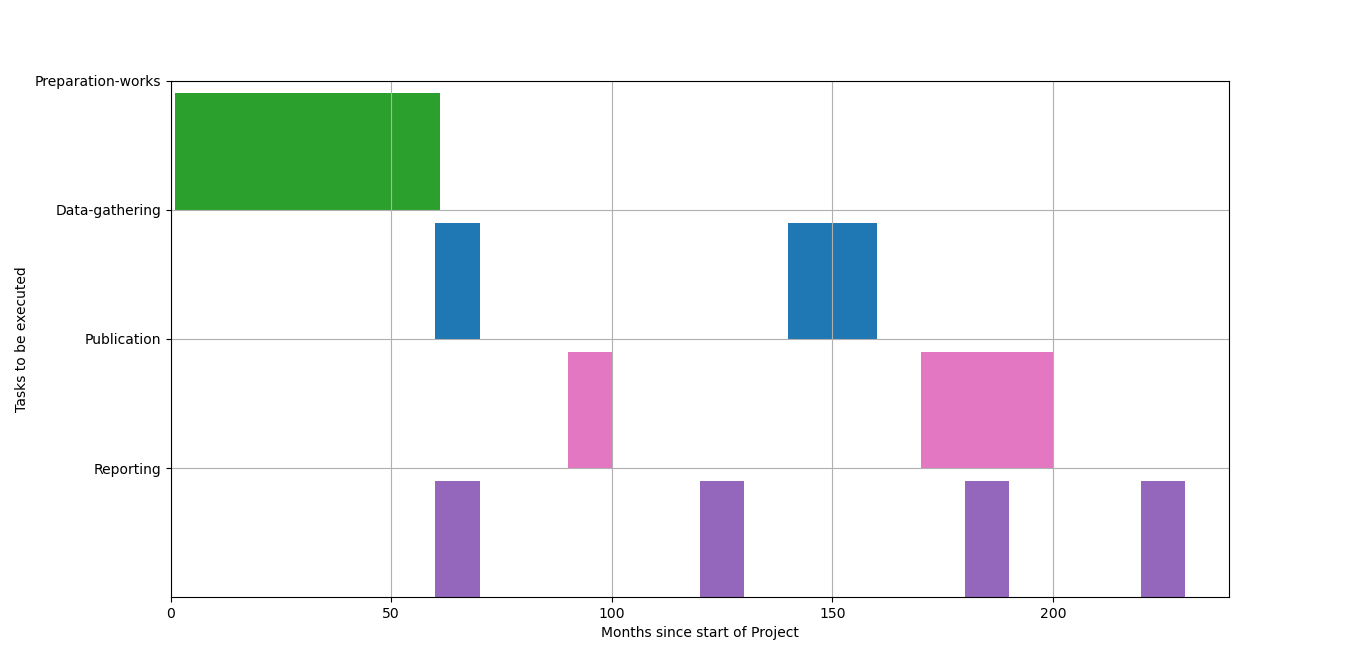 Preparation-works
Data-gathering
Publication
Reporting
Tasks to be executed
0 50 100 150 200
Months since start of Project